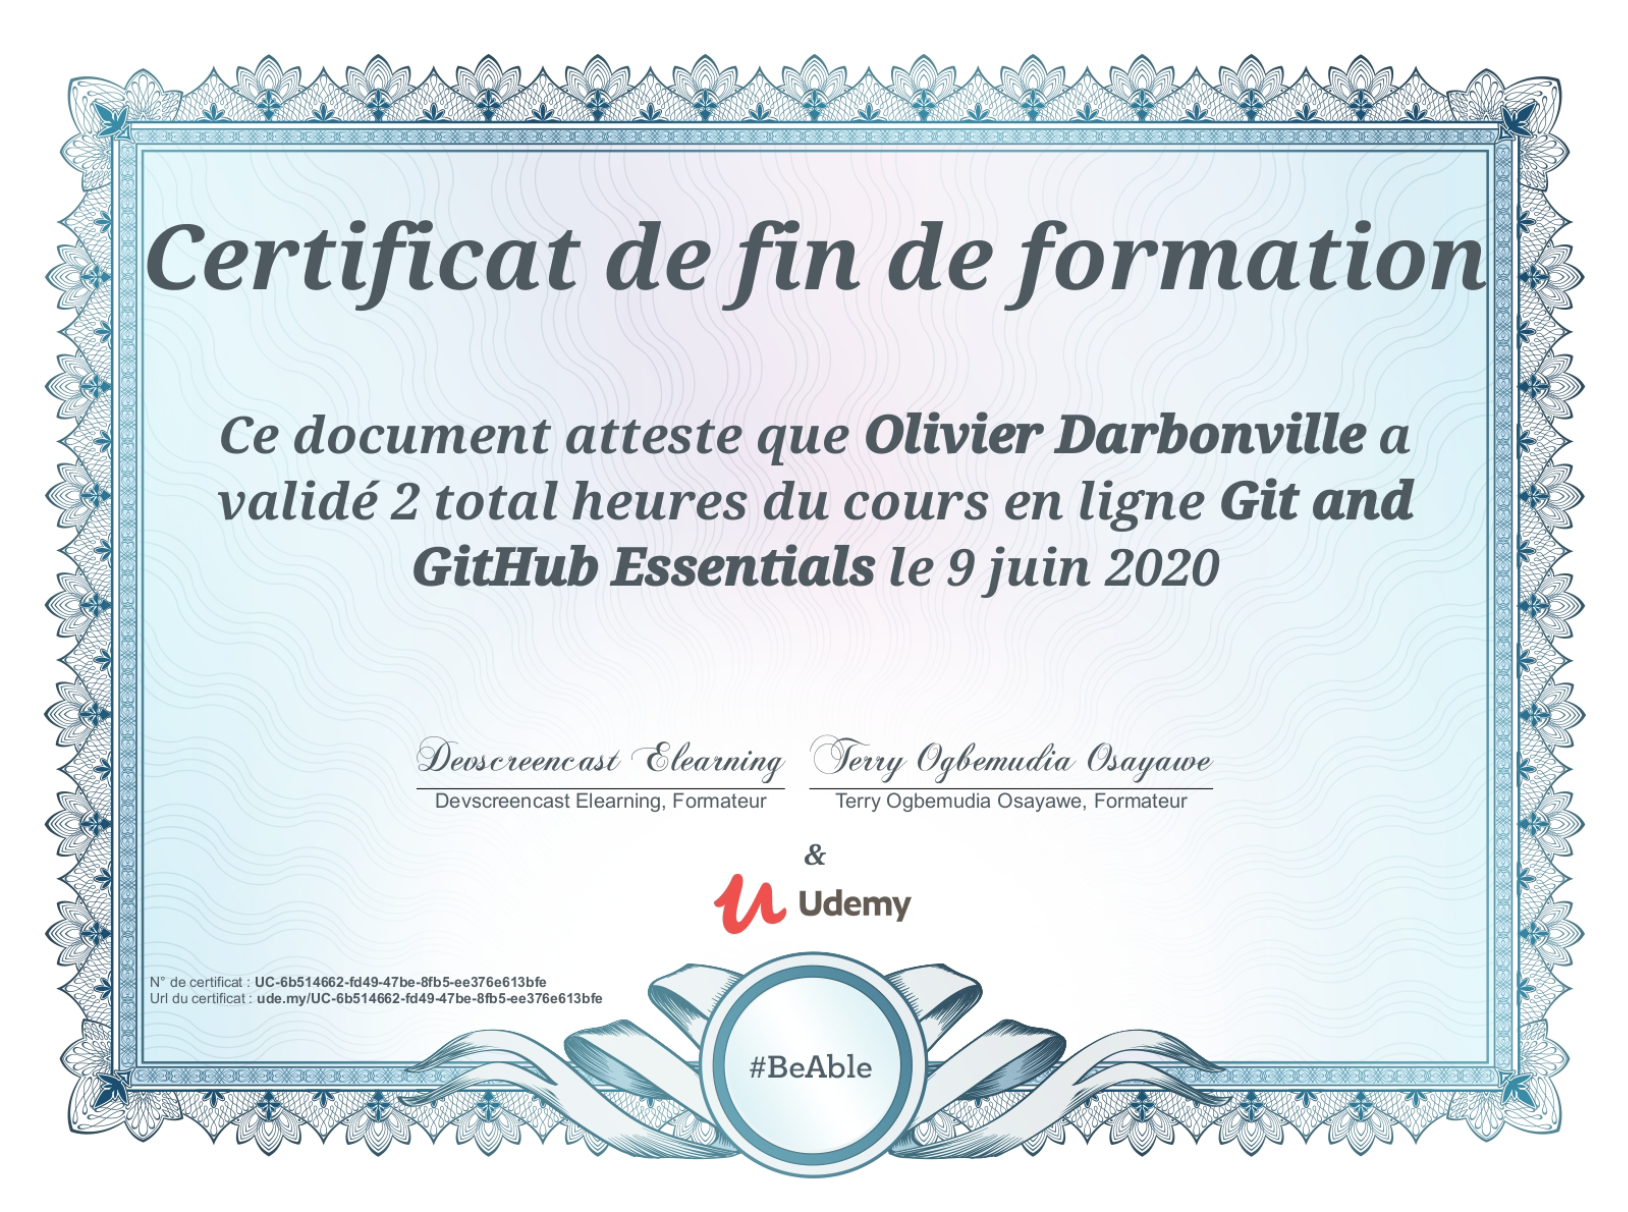 Certificat de fin de formation
Ce document atteste que Olivier Darbonville a
validé 2 total heures du cours en ligne Git and
GitHub Essentials le 9 juin 2020
Devscreencast Elearning Terry Ogbemudia Osayawe
Devscreencast Elearning, Formateur Terry Ogbemudia Osayawe, Formateur
&
Udemy
N° de certificat : UC-6b514662-fd49-47be-8fb5-ee376e613bfe
Url du certificat : ude.my/UC-6b514662-fd49-47be-8fb5-ee376e613bfe
#BeAble